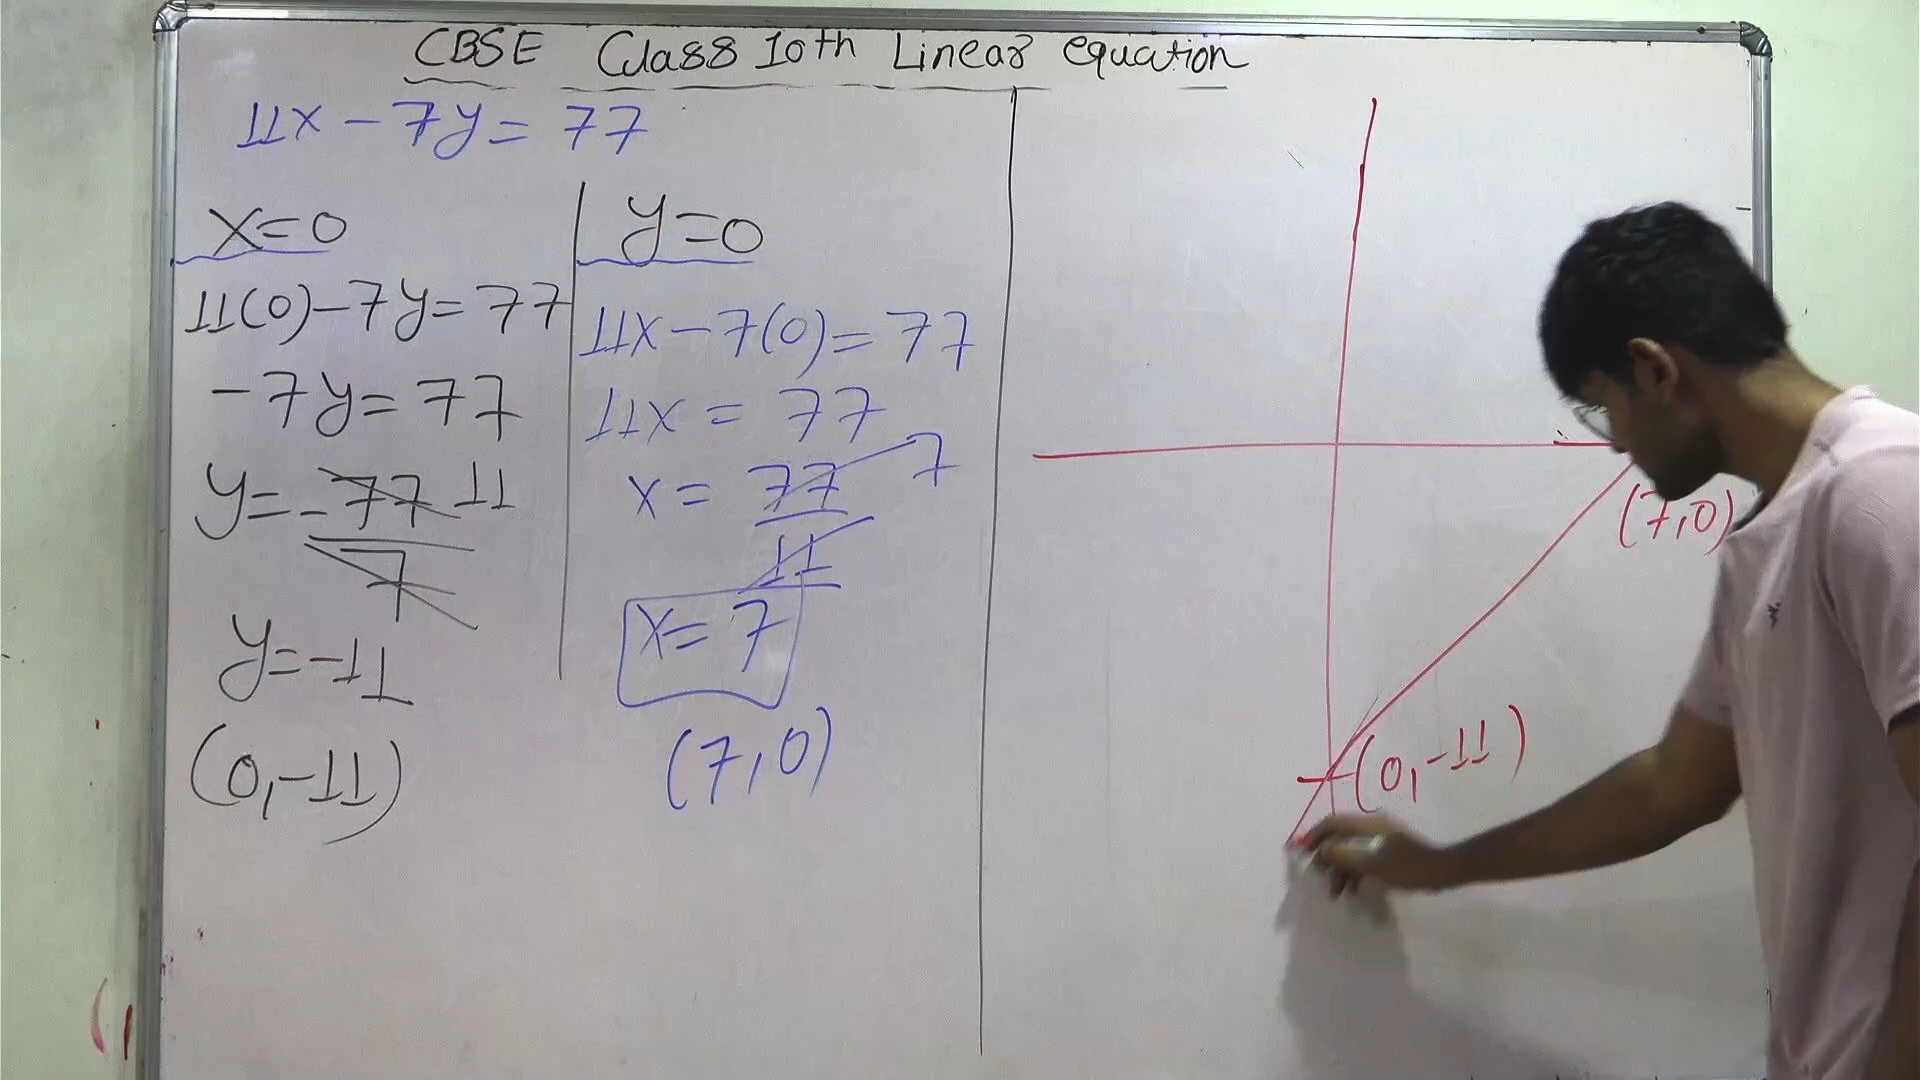 CBSE Class 10th Linear equation
11x - 7y = 77
x=0
11(0)-7y=77
-7y=77
y= -77 11
7
y=-11
(0,-11)
y=0
11x-7(0)=77
11x = 77
x = 77 7
11
x=7
(7,0)
(7,0)
(0,-11)